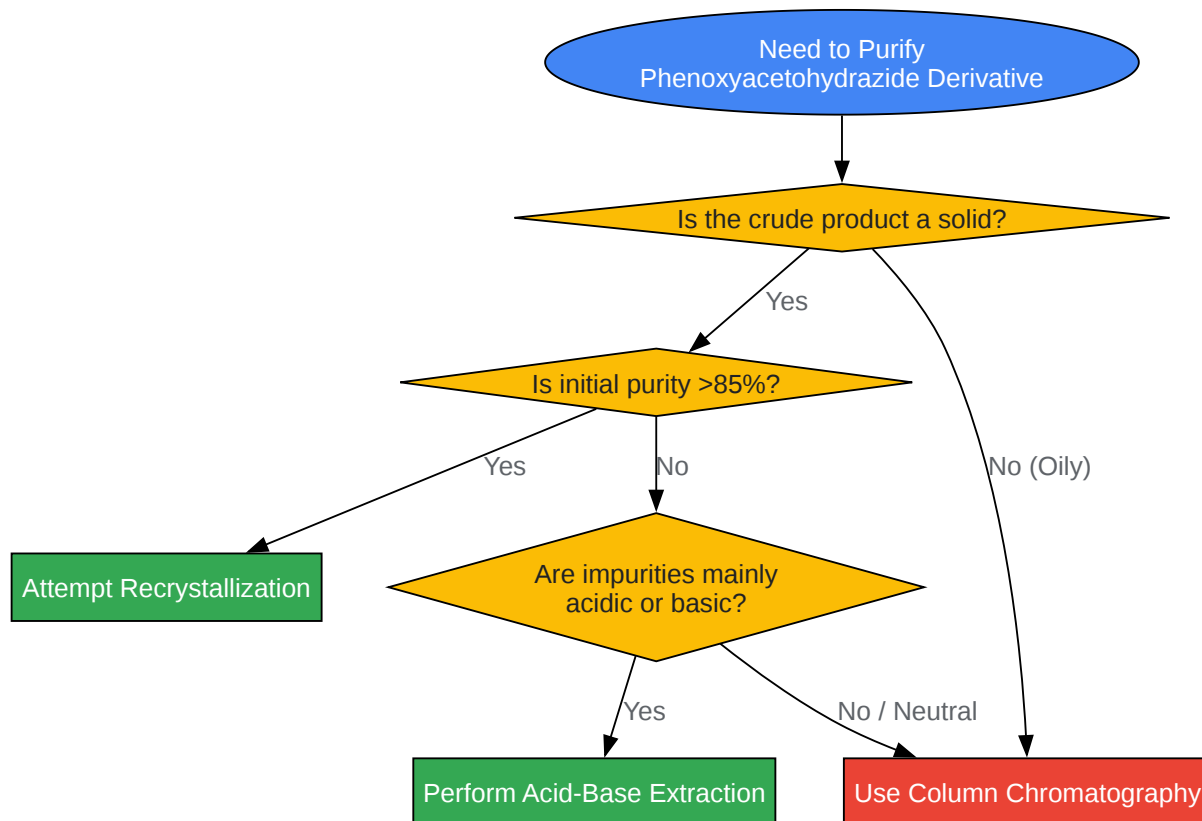 Need to Purify
Phenoxyacetohydrazide Derivative
Is the crude product a solid?
Yes
Is initial purity >85%?
Yes
No
No (Oily)
Attempt Recrystallization
Are impurities mainly
acidic or basic?
Yes
No / Neutral
Perform Acid-Base Extraction
Use Column Chromatography